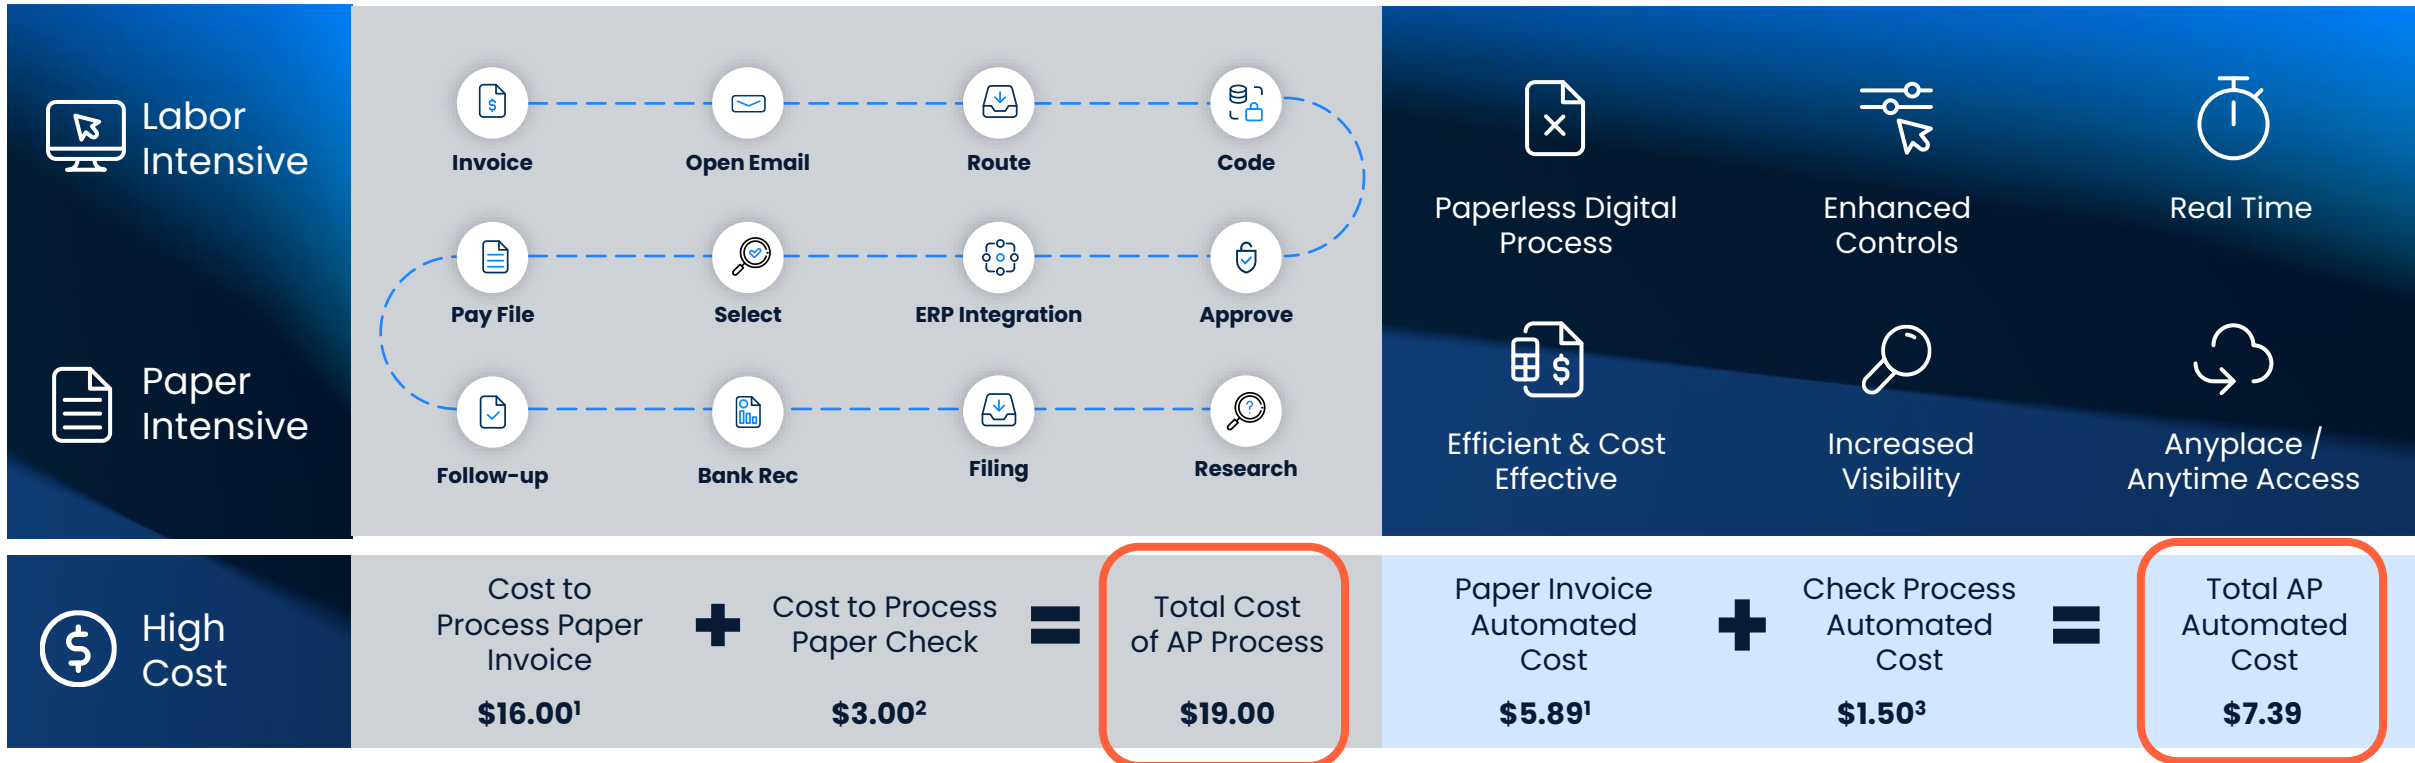 Labor
Intensive
Paper
Intensive
Invoice
Open Email
Route
Code
Pay File
Select
ERP Integration
Approve
Follow-up
Bank Rec
Filing
Research
Paperless Digital
Process
Enhanced
Controls
Real Time
Efficient & Cost
Effective
Increased
Visibility
Anyplace /
Anytime Access
High
Cost
Cost to
Process Paper
Invoice
$16.00¹
Cost to Process
Paper Check
$3.00²
Total Cost
of AP Process
$19.00
Paper Invoice
Automated
Cost
$5.89¹
Check Process
Automated
Cost
$1.50³
Total AP
Automated
Cost
$7.39